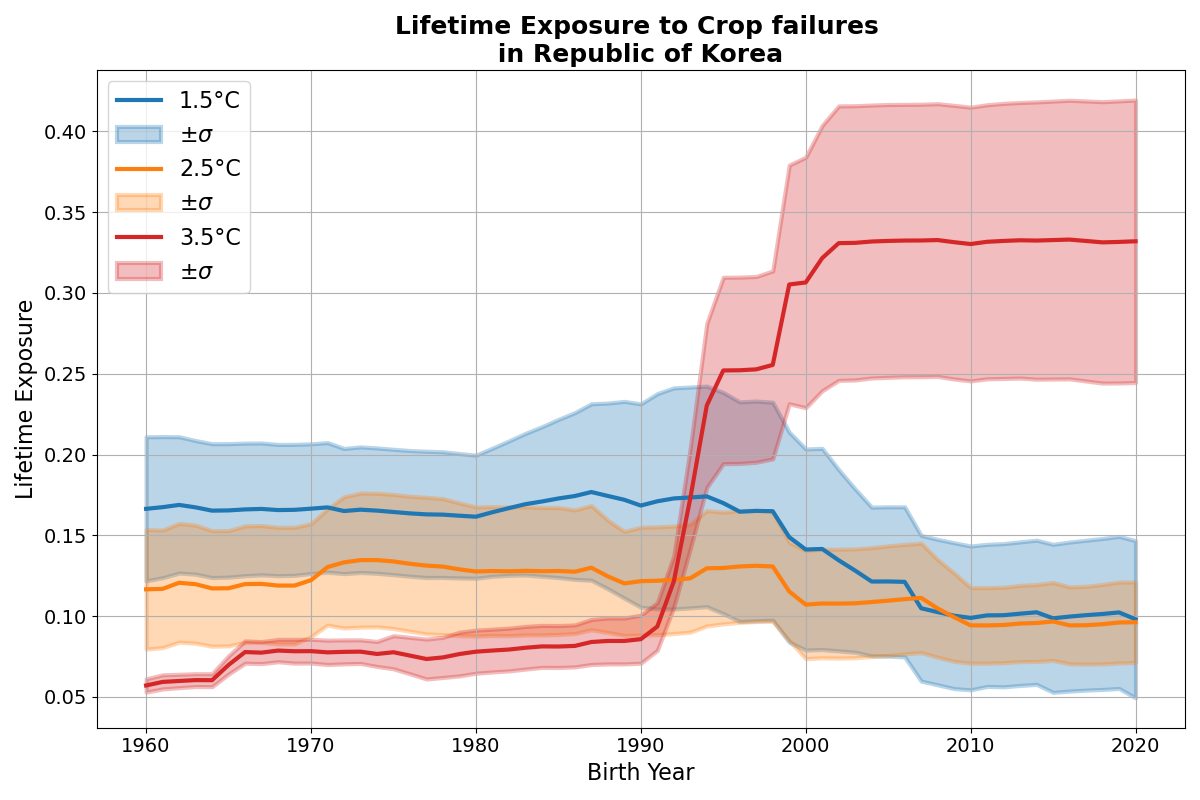 Lifetime Exposure to Crop failures
in Republic of Korea
1.5°C
±σ
2.5°C
±σ
3.5°C
±σ
Lifetime Exposure
0.40
0.35
0.30
0.25
0.20
0.15
0.10
0.05
1960 1970 1980 1990 2000 2010 2020
Birth Year